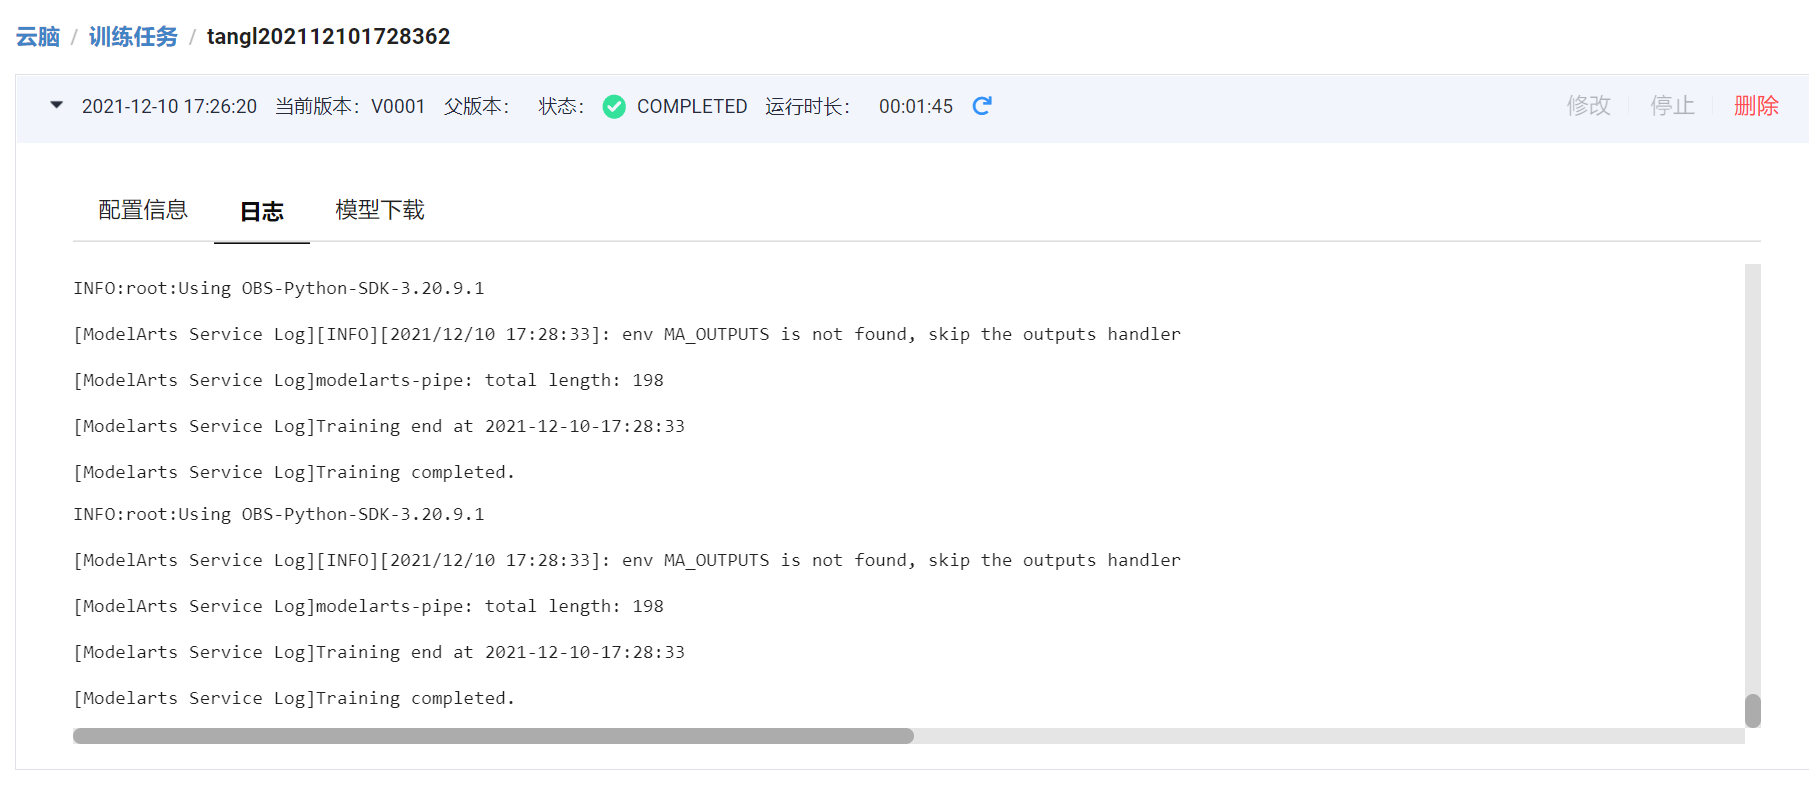 云脑 / 训练任务 / tangl202112101728362
2021-12-10 17:26:20 当前版本：V0001 父版本： 状态： COMPLETED 运行时长： 00:01:45 修改 停止 删除
配置信息 日志 模型下载
INFO:root:Using OBS-Python-SDK-3.20.9.1
[ModelArts Service Log][INFO][2021/12/10 17:28:33]: env MA_OUTPUTS is not found, skip the outputs handler
[ModelArts Service Log]modelarts-pipe: total length: 198
[Modelarts Service Log]Training end at 2021-12-10-17:28:33
[Modelarts Service Log]Training completed.
INFO:root:Using OBS-Python-SDK-3.20.9.1
[ModelArts Service Log][INFO][2021/12/10 17:28:33]: env MA_OUTPUTS is not found, skip the outputs handler
[ModelArts Service Log]modelarts-pipe: total length: 198
[Modelarts Service Log]Training end at 2021-12-10-17:28:33
[Modelarts Service Log]Training completed.